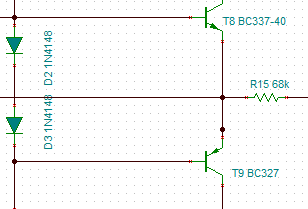 T8 BC337-40
D2 1N4148
R15 68k
D3 1N4148
T9 BC327